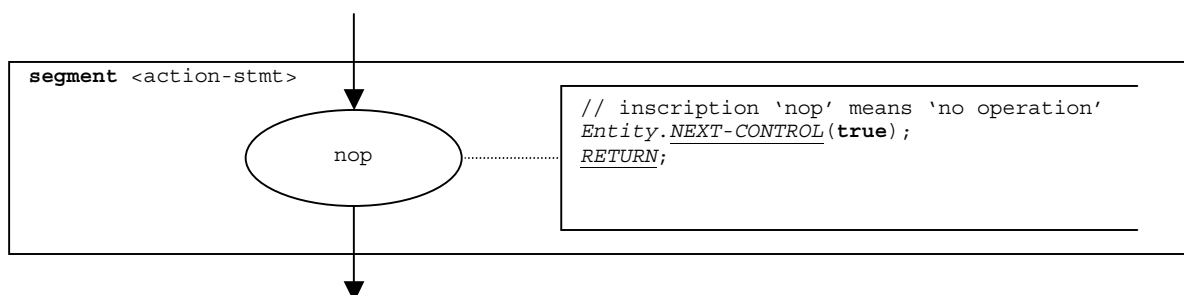 segment <action-stmt>
// inscription ‘nop’ means ‘no operation’
Entity.NEXT-CONTROL(true);
nop
RETURN;